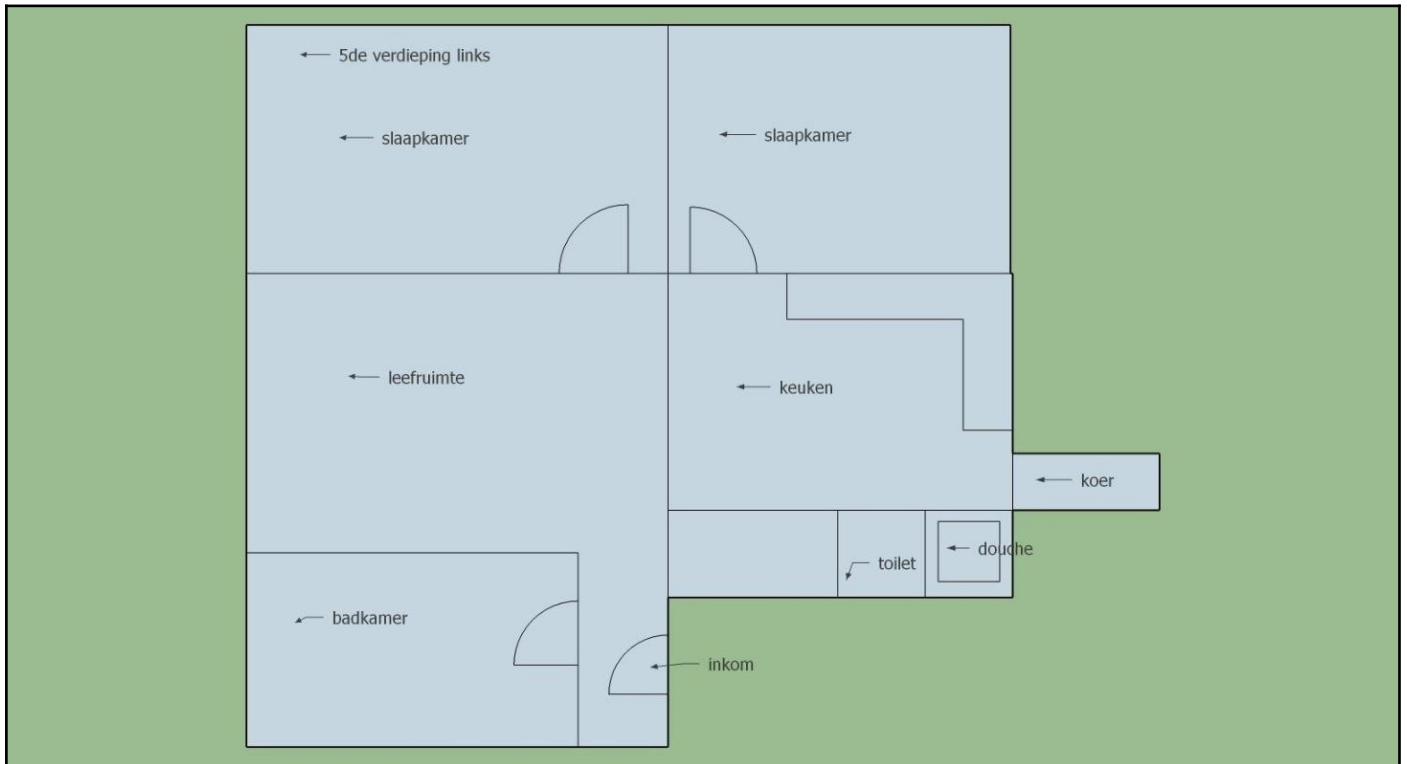 5de verdieping links
slaapkamer
slaapkamer
leefruimte
keuken
koer
douche
toilet
badkamer
inkom